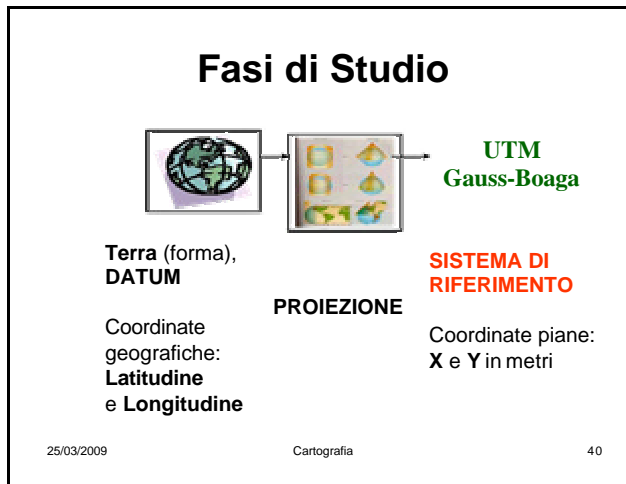 Fasi di Studio
UTM
Gauss-Boaga
Terra (forma),
DATUM
Coordinate
geografiche:
Latitudine
e Longitudine
PROIEZIONE
SISTEMA DI
RIFERIMENTO
Coordinate piane:
X e Y in metri
25/03/2009
Cartografia
40